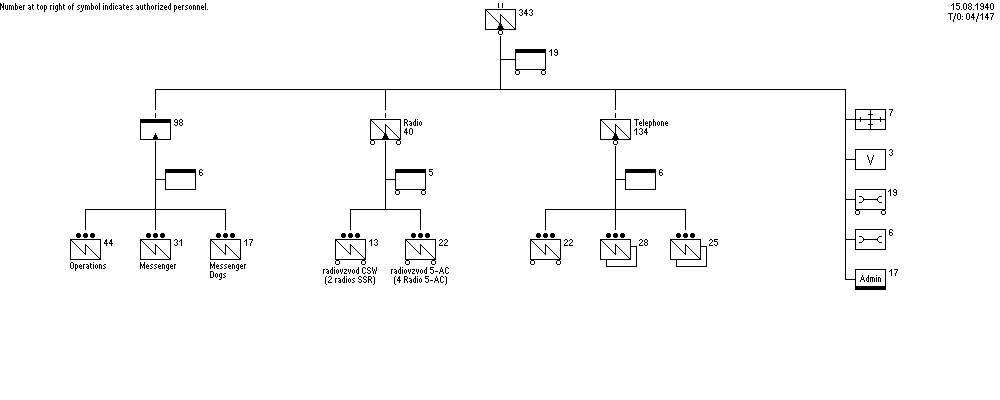 Number at top right of symbol indicates authorized personnel.
15.08.1940
T/O: 04/147
343
19
98
Radio
40
Telephone
134
7
3
V
6
5
6
19
6
44
Operations
31
Messenger
17
Messenger
Dogs
13
radiovzvod CSW
(2 radios SSR)
22
radiovzvod 5-AC
(4 Radio 5-AC)
22
28
25
Admin
17